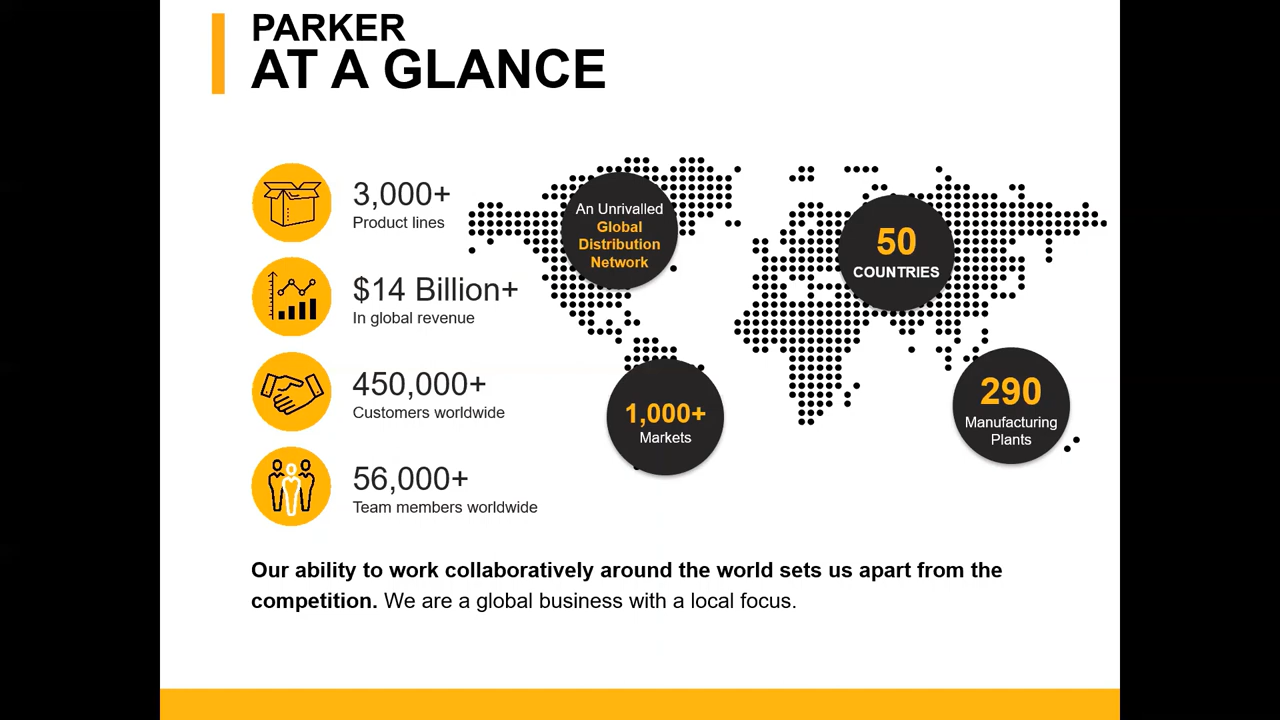 PARKER
AT A GLANCE
3,000+
Product lines
$14 Billion+
In global revenue
450,000+
Customers worldwide
56,000+
Team members worldwide
An Unrivalled
Global
Distribution
Network
50
COUNTRIES
1,000+
Markets
290
Manufacturing
Plants
Our ability to work collaboratively around the world sets us apart from the
competition. We are a global business with a local focus.